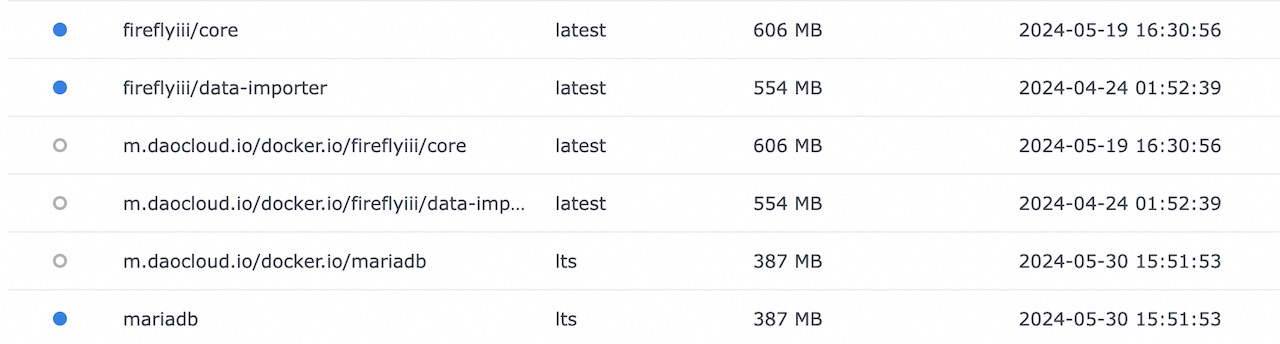 fireflyiii/core latest 606 MB 2024-05-19 16:30:56
fireflyiii/data-importer latest 554 MB 2024-04-24 01:52:39
m.daocloud.io/docker.io/fireflyiii/core latest 606 MB 2024-05-19 16:30:56
m.daocloud.io/docker.io/fireflyiii/data-imp... latest 554 MB 2024-04-24 01:52:39
m.daocloud.io/docker.io/mariadb lts 387 MB 2024-05-30 15:51:53
mariadb lts 387 MB 2024-05-30 15:51:53